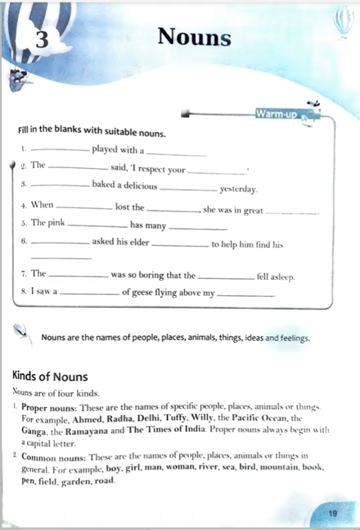 3
Nouns
Warm-up
Fill in the blanks with suitable nouns.
1. __________ played with a __________.
2. The __________ said, 'I respect your __________.'
3. __________ baked a delicious __________ yesterday.
4. When __________ lost the __________ she was in great __________
5. The pink __________ has many __________.
6. __________ asked his elder __________ to help him find his
__________.
7. The __________ was so boring that the __________ fell asleep.
8. I saw a __________ of geese flying above my __________.
Nouns are the names of people, places, animals, things, ideas and feelings.
Kinds of Nouns
Nouns are of four kinds.
1. Proper nouns: These are the names of specific people, places, animals or things.
For example, Ahmed, Radha, Delhi, Tuffy, Willy, the Pacific Ocean, the
Ganga, the Ramayana and The Times of India. Proper nouns always begin with
a capital letter.
2. Common nouns: These are the names of people, places, animals or things in
general. For example, boy, girl, man, woman, river, sea, bird, mountain, book,
pen, field, garden, road.
19